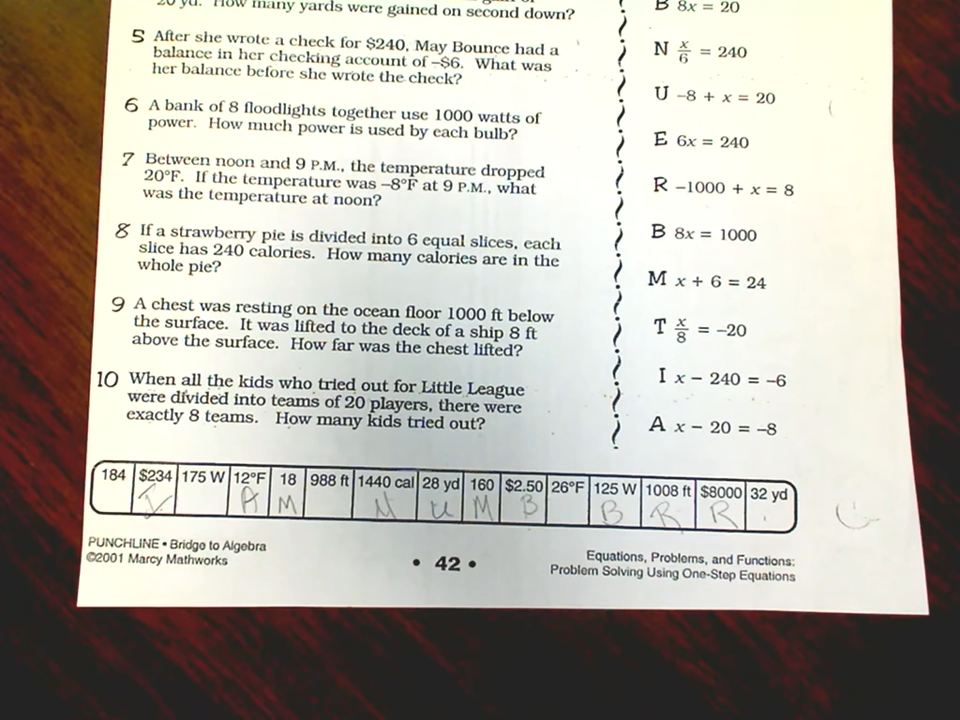 20 yd. How many yards were gained on second down?
5 After she wrote a check for $240, May Bounce had a
balance in her checking account of –$6. What was
her balance before she wrote the check?
6 A bank of 8 floodlights together use 1000 watts of
power. How much power is used by each bulb?
7 Between noon and 9 P.M., the temperature dropped
20°F. If the temperature was –8°F at 9 P.M., what
was the temperature at noon?
8 If a strawberry pie is divided into 6 equal slices, each
slice has 240 calories. How many calories are in the
whole pie?
9 A chest was resting on the ocean floor 1000 ft below
the surface. It was lifted to the deck of a ship 8 ft
above the surface. How far was the chest lifted?
10 When all the kids who tried out for Little League
were divided into teams of 20 players, there were
exactly 8 teams. How many kids tried out?
B 8x = 20
N x/6 = 240
U –8 + x = 20
E 6x = 240
R –1000 + x = 8
B 8x = 1000
M x + 6 = 24
T x/8 = –20
I x – 240 = –6
A x – 20 = –8
184 $234 175 W 12°F 18 988 ft 1440 cal 28 yd 160 $2.50 26°F 125 W 1008 ft $8000 32 yd
I A M N U M B B R R
PUNCHLINE • Bridge to Algebra
©2001 Marcy Mathworks
• 42 •
Equations, Problems, and Functions:
Problem Solving Using One-Step Equations